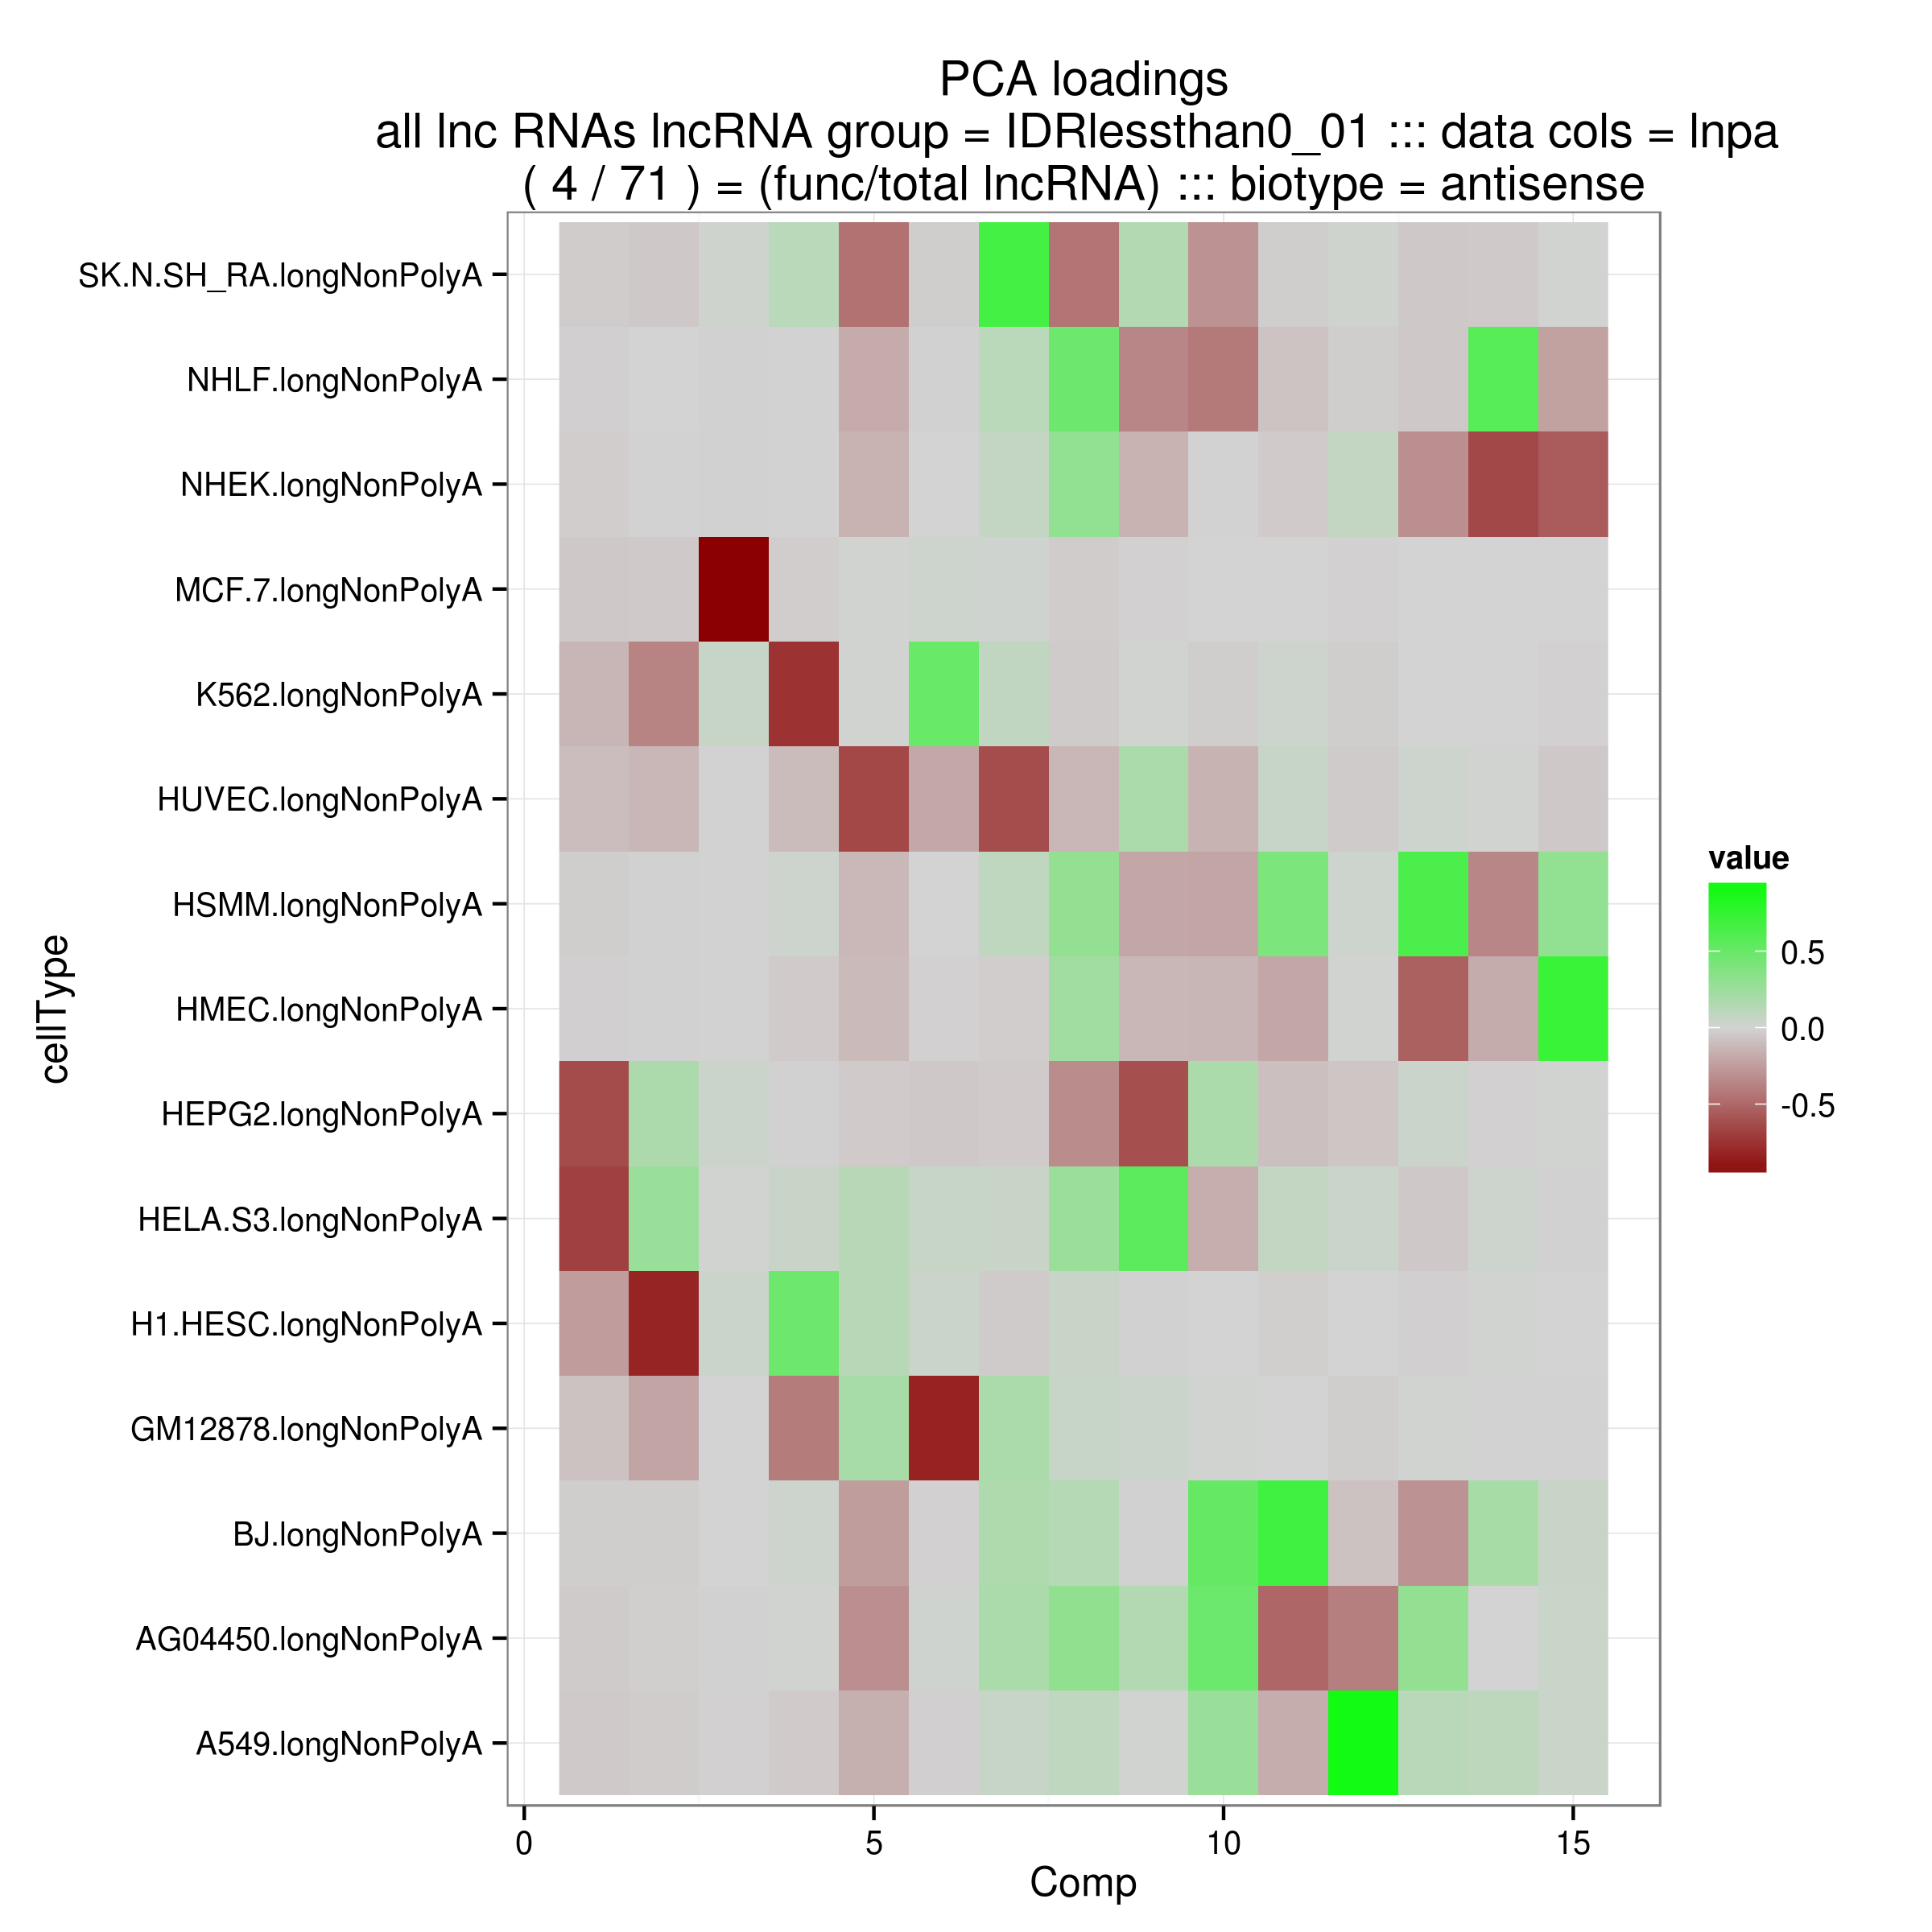 PCA loadings
all lnc RNAs lncRNA group = IDRlessthan0_01 ::: data cols = lnpa
( 4 / 71 ) = (func/total lncRNA) ::: biotype = antisense
SK.N.SH_RA.longNonPolyA
NHLF.longNonPolyA
NHEK.longNonPolyA
MCF.7.longNonPolyA
K562.longNonPolyA
HUVEC.longNonPolyA
HSMM.longNonPolyA
HMEC.longNonPolyA
HEPG2.longNonPolyA
HELA.S3.longNonPolyA
H1.HESC.longNonPolyA
GM12878.longNonPolyA
BJ.longNonPolyA
AG04450.longNonPolyA
A549.longNonPolyA
cellType
0 5 10 15
Comp
value
0.5
0.0
-0.5